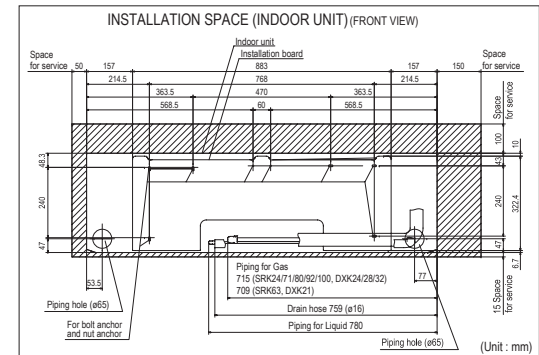 INSTALLATION SPACE (INDOOR UNIT) (FRONT VIEW)
Indoor unit
Installation board
Space for service
50
157
883
157
150
Space for service
214.5
768
214.5
363.5
470
363.5
568.5
60
568.5
Space for service
100
10
48.3
43
240
240
322.4
47
47
6.7
53.5
77
15 Space for service
Piping for Gas
715 (SRK24/71/80/92/100, DXK24/28/32)
709 (SRK63, DXK21)
Piping hole (ø65)
Drain hose 759 (ø16)
For bolt anchor
and nut anchor
Piping for Liquid 780
Piping hole (ø65)
(Unit : mm)